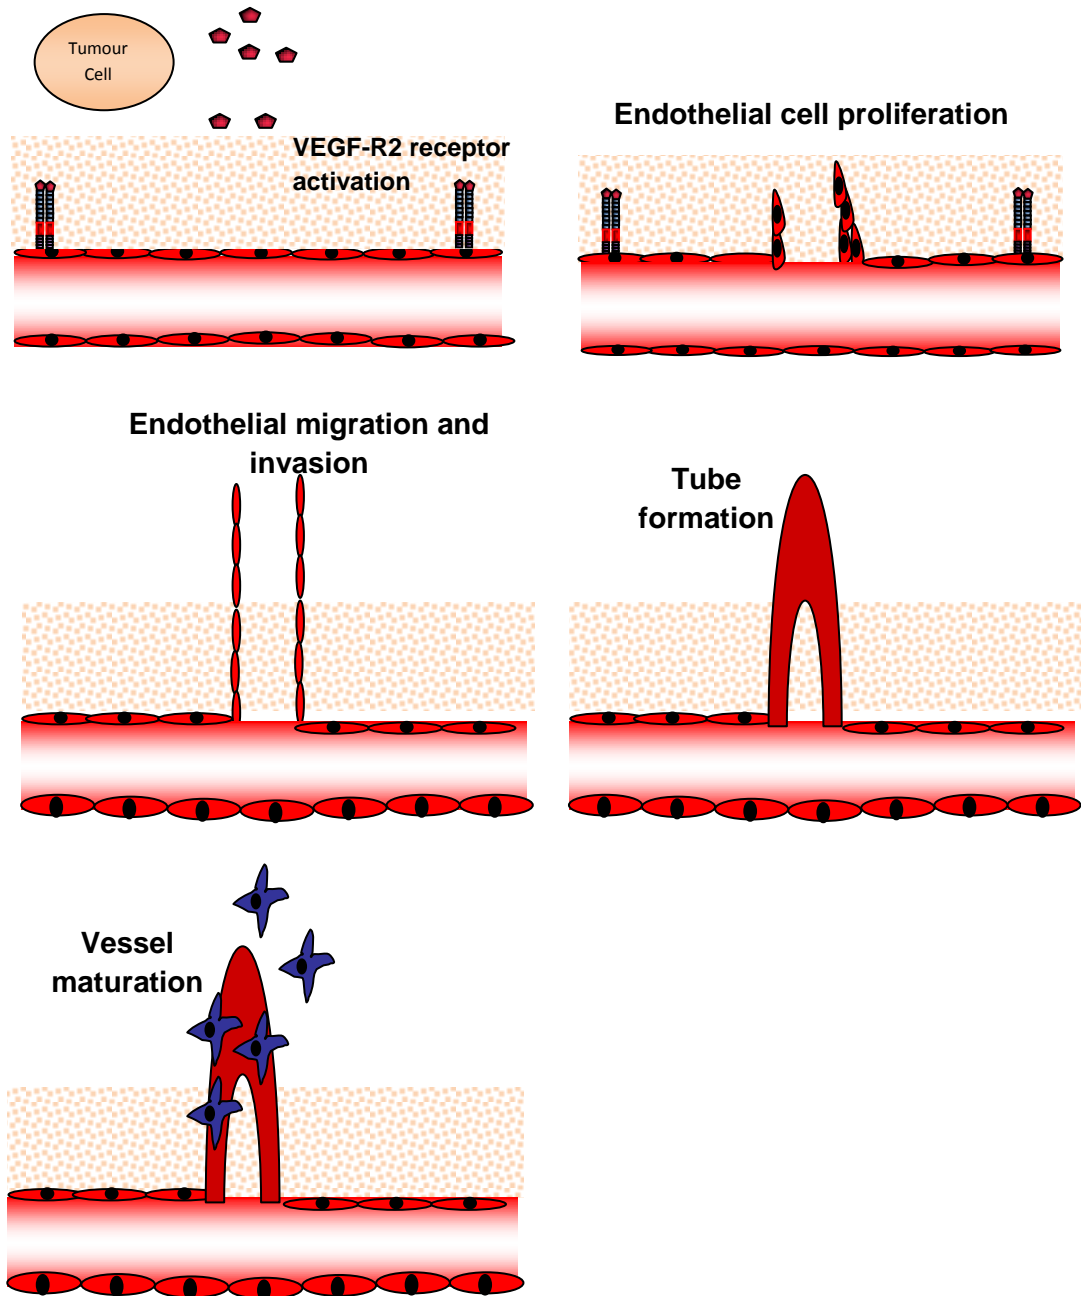 Tumour
Cell
VEGF-R2 receptor
activation
Endothelial cell proliferation
Endothelial migration and
invasion
Tube
formation
Vessel
maturation